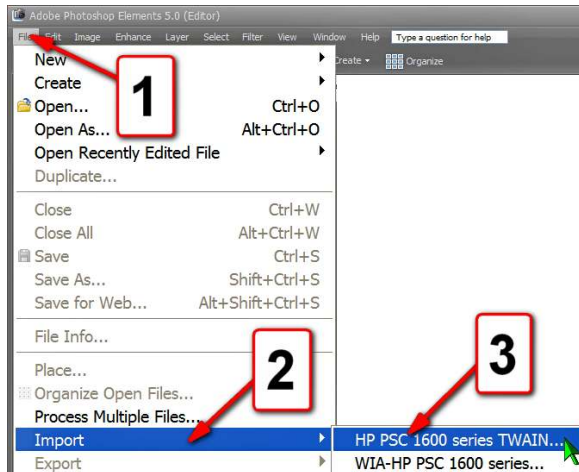 Adobe Photoshop Elements 5.0 (Editor)
File Edit Image Enhance Layer Select Filter View Window Help Type a question for help
New
Create
Create Organize
Open... Ctrl+O
Open As... Alt+Ctrl+O
Open Recently Edited File
Duplicate...
Close Ctrl+W
Close All Alt+Ctrl+W
Save Ctrl+S
Save As... Shift+Ctrl+S
Save for Web... Alt+Shift+Ctrl+S
File Info...
Place...
Organize Open Files...
Process Multiple Files...
Import
Export
HP PSC 1600 series TWAIN...
WIA-HP PSC 1600 series...
1
2
3